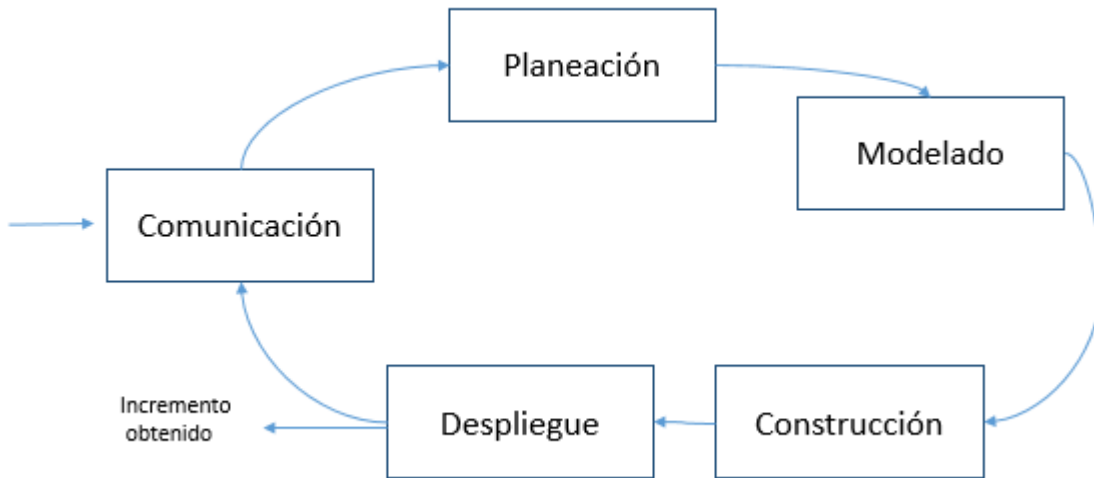 Planeación
Modelado
Comunicación
Incremento
obtenido
Despliegue
Construcción